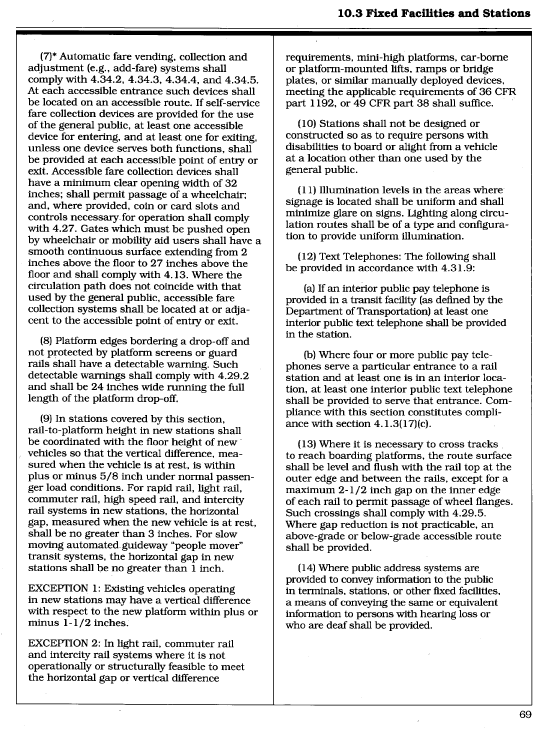 10.3 Fixed Facilities and Stations
(7)* Automatic fare vending, collection and
adjustment (e.g., add-fare) systems shall
comply with 4.34.2, 4.34.3, 4.34.4, and 4.34.5.
At each accessible entrance such devices shall
be located on an accessible route. If self-service
fare collection devices are provided for the use
of the general public, at least one accessible
device for entering, and at least one for exiting,
unless one device serves both functions, shall
be provided at each accessible point of entry or
exit. Accessible fare collection devices shall
have a minimum clear opening width of 32
inches; shall permit passage of a wheelchair;
and, where provided, coin or card slots and
controls necessary for operation shall comply
with 4.27. Gates which must be pushed open
by wheelchair or mobility aid users shall have a
smooth continuous surface extending from 2
inches above the floor to 27 inches above the
floor and shall comply with 4.13. Where the
circulation path does not coincide with that
used by the general public, accessible fare
collection systems shall be located at or adja-
cent to the accessible point of entry or exit.
(8) Platform edges bordering a drop-off and
not protected by platform screens or guard
rails shall have a detectable warning. Such
detectable warnings shall comply with 4.29.2
and shall be 24 inches wide running the full
length of the platform drop-off.
(9) In stations covered by this section,
rail-to-platform height in new stations shall
be coordinated with the floor height of new
vehicles so that the vertical difference, mea-
sured when the vehicle is at rest, is within
plus or minus 5/8 inch under normal passen-
ger load conditions. For rapid rail, light rail,
commuter rail, high speed rail, and intercity
rail systems in new stations, the horizontal
gap, measured when the new vehicle is at rest,
shall be no greater than 3 inches. For slow
moving automated guideway "people mover"
transit systems, the horizontal gap in new
stations shall be no greater than 1 inch.
EXCEPTION 1: Existing vehicles operating
in new stations may have a vertical difference
with respect to the new platform within plus or
minus 1-1/2 inches.
EXCEPTION 2: In light rail, commuter rail
and intercity rail systems where it is not
operationally or structurally feasible to meet
the horizontal gap or vertical difference
requirements, mini-high platforms, car-borne
or platform-mounted lifts, ramps or bridge
plates, or similar manually deployed devices,
meeting the applicable requirements of 36 CFR
part 1192, or 49 CFR part 38 shall suffice.
(10) Stations shall not be designed or
constructed so as to require persons with
disabilities to board or alight from a vehicle
at a location other than one used by the
general public.
(11) Illumination levels in the areas where
signage is located shall be uniform and shall
minimize glare on signs. Lighting along circu-
lation routes shall be of a type and configura-
tion to provide uniform illumination.
(12) Text Telephones: The following shall
be provided in accordance with 4.31.9:
(a) If an interior public pay telephone is
provided in a transit facility (as defined by the
Department of Transportation) at least one
interior public text telephone shall be provided
in the station.
(b) Where four or more public pay tele-
phones serve a particular entrance to a rail
station and at least one is in an interior loca-
tion, at least one interior public text telephone
shall be provided to serve that entrance. Com-
pliance with this section constitutes compli-
ance with section 4.1.3(17)(c).
(13) Where it is necessary to cross tracks
to reach boarding platforms, the route surface
shall be level and flush with the rail top at the
outer edge and between the rails, except for a
maximum 2-1/2 inch gap on the inner edge
of each rail to permit passage of wheel flanges.
Such crossings shall comply with 4.29.5.
Where gap reduction is not practicable, an
above-grade or below-grade accessible route
shall be provided.
(14) Where public address systems are
provided to convey information to the public
in terminals, stations, or other fixed facilities,
a means of conveying the same or equivalent
information to persons with hearing loss or
who are deaf shall be provided.
69